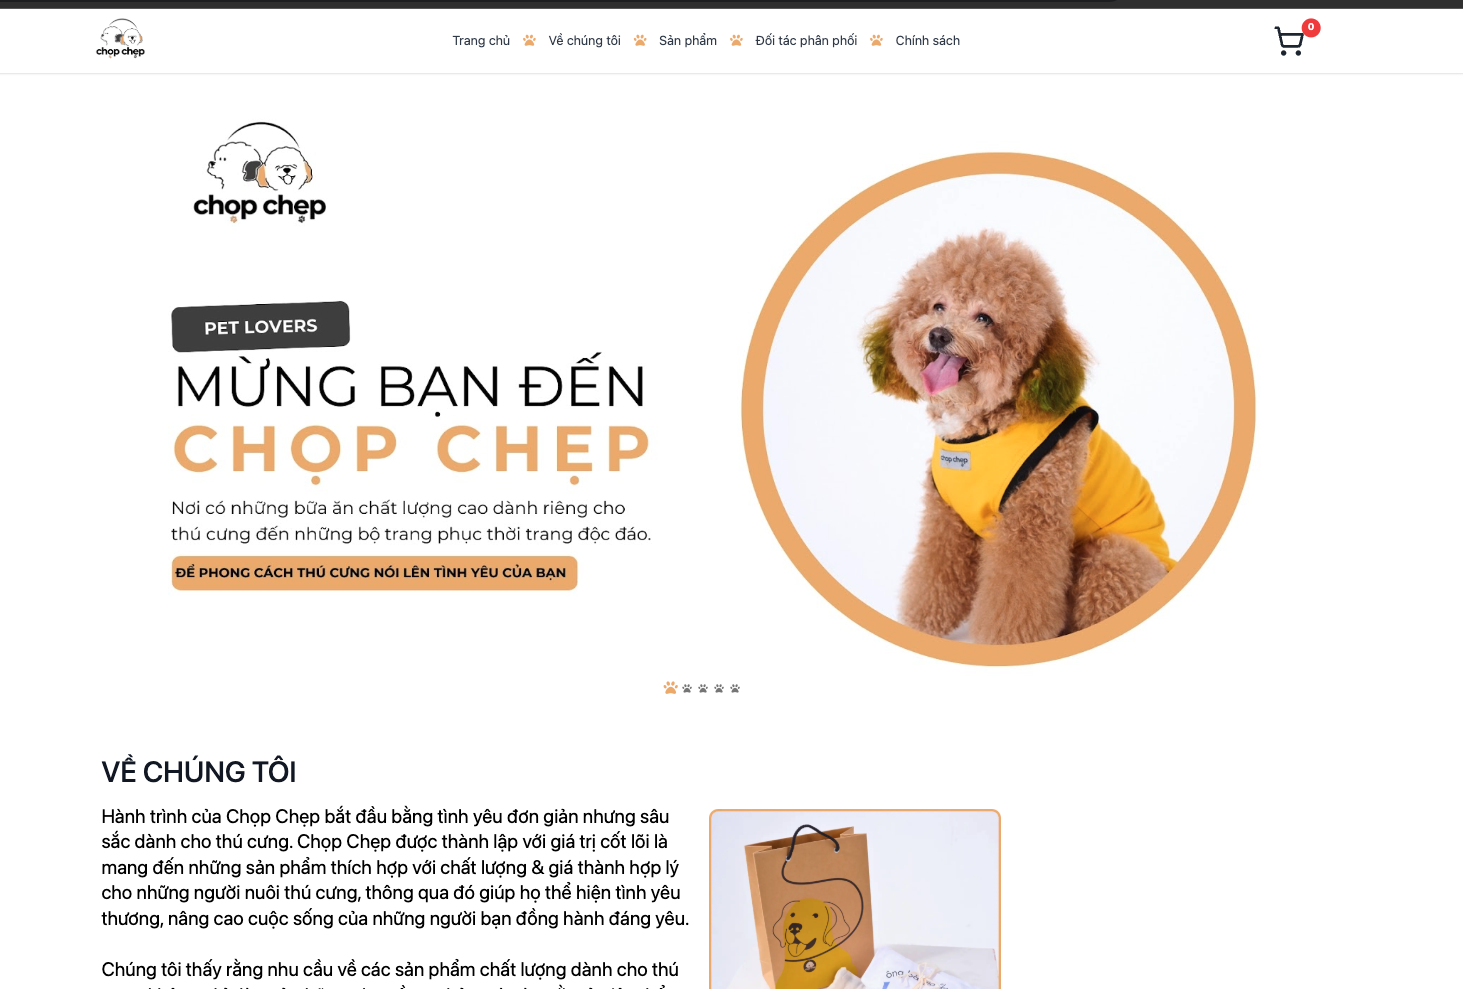 chọp chẹp
Trang chủ
Về chúng tôi
Sản phẩm
Đối tác phân phối
Chính sách
0
chọp chẹp
PET LOVERS
MỪNG BẠN ĐẾN
CHỌP CHẸP
Nơi có những bữa ăn chất lượng cao dành riêng cho
thú cưng đến những bộ trang phục thời trang độc đáo.
ĐỂ PHONG CÁCH THÚ CƯNG NÓI LÊN TÌNH YÊU CỦA BẠN
chọp chẹp
VỀ CHÚNG TÔI
Hành trình của Chọp Chẹp bắt đầu bằng tình yêu đơn giản nhưng sâu
sắc dành cho thú cưng. Chọp Chẹp được thành lập với giá trị cốt lõi là
mang đến những sản phẩm thích hợp với chất lượng & giá thành hợp lý
cho những người nuôi thú cưng, thông qua đó giúp họ thể hiện tình yêu
thương, nâng cao cuộc sống của những người bạn đồng hành đáng yêu.
Chúng tôi thấy rằng nhu cầu về các sản phẩm chất lượng dành cho thú